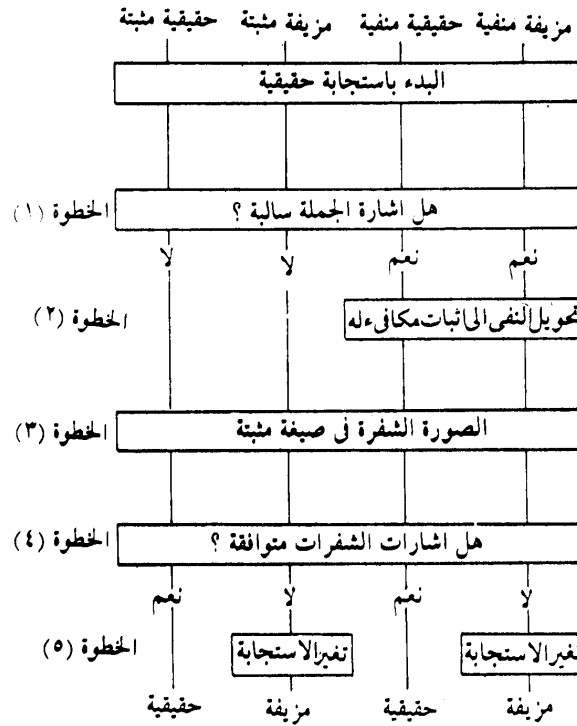 حقيقية مثبتة مزيفة مثبتة حقيقية منفية مزيفة منفية
البدء باستجابة حقيقية
الخطوة (١) هل اشارة الجملة سالبة ؟
لا لا نعم نعم
الخطوة (٢) تحويل النفى الى اثبات مكافىء له
الخطوة (٣) الصورة الشفرة فى صيغة مثبتة
الخطوة (٤) هل اشارات الشفرات متوافقة ؟
نعم لا نعم لا
الخطوة (٥) تغير الاستجابة تغير الاستجابة
حقيقية مزيفة حقيقية مزيفة